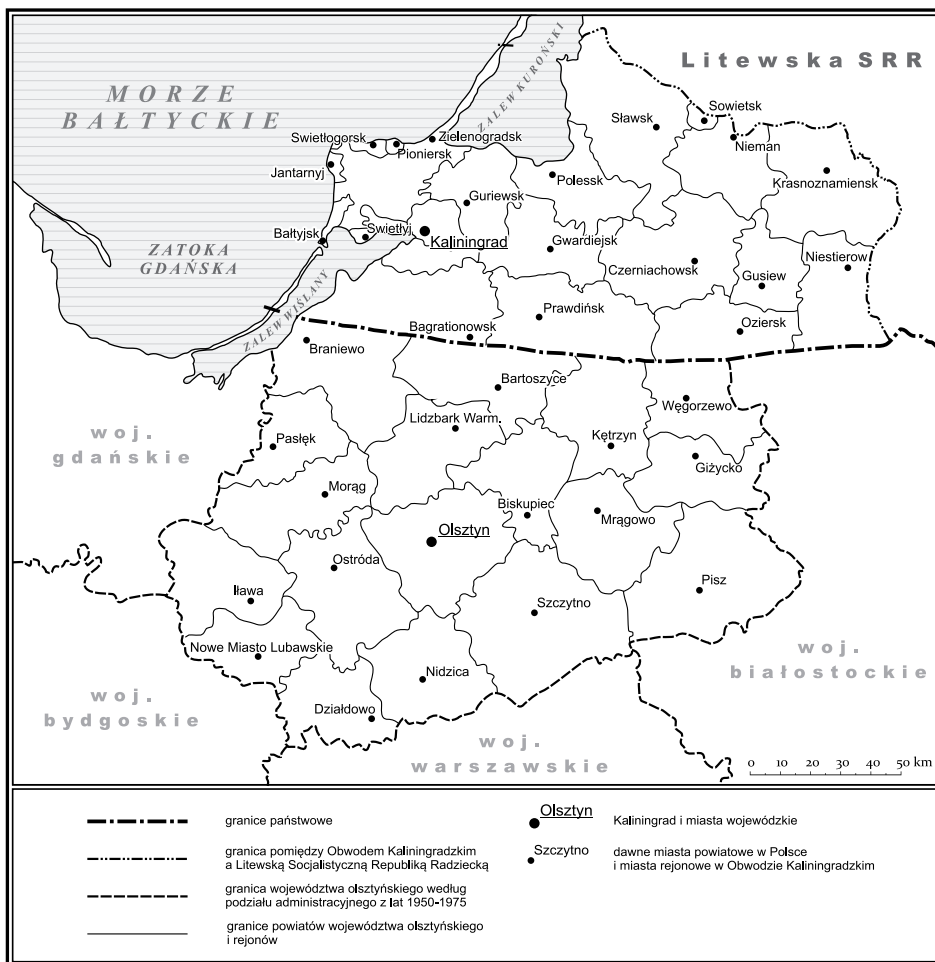 Litewska SRR
MORZE
BAŁTYCKIE
ZALEW KUROŃSKI
Sowietsk
Sławsk
Nieman
Zielenogradsk
Swietłogorsk
Pioniersk
Jantarnyj
Polessk
Krasnoznamiensk
Guriewsk
Swietłyj
Bałtyjsk
Kaliningrad
ZATOKA
GDAŃSKA
Gwardiejsk
Czerniachowsk
Niestierow
Gusiew
ZALEW WIŚLANY
Prawdińsk
Bagrationowsk
Oziersk
Braniewo
Bartoszyce
Węgorzewo
woj.
gdańskie
Lidzbark Warm.
Pasłęk
Kętrzyn
Giżycko
Morąg
Biskupiec
Mrągowo
Olsztyn
Ostróda
Pisz
Iława
Szczytno
Nowe Miasto Lubawskie
Nidzica
woj.
białostockie
woj.
bydgoskie
Działdowo
woj.
warszawskie
0 10 20 30 40 50 km
granice państwowe
granica pomiędzy Obwodem Kaliningradzkim
a Litewską Socjalistyczną Republiką Radziecką
granica województwa olsztyńskiego według
podziału administracyjnego z lat 1950-1975
granice powiatów województwa olsztyńskiego
i rejonów
Olsztyn
Kaliningrad i miasta wojewódzkie
Szczytno
dawne miasta powiatowe w Polsce
i miasta rejonowe w Obwodzie Kaliningradzkim